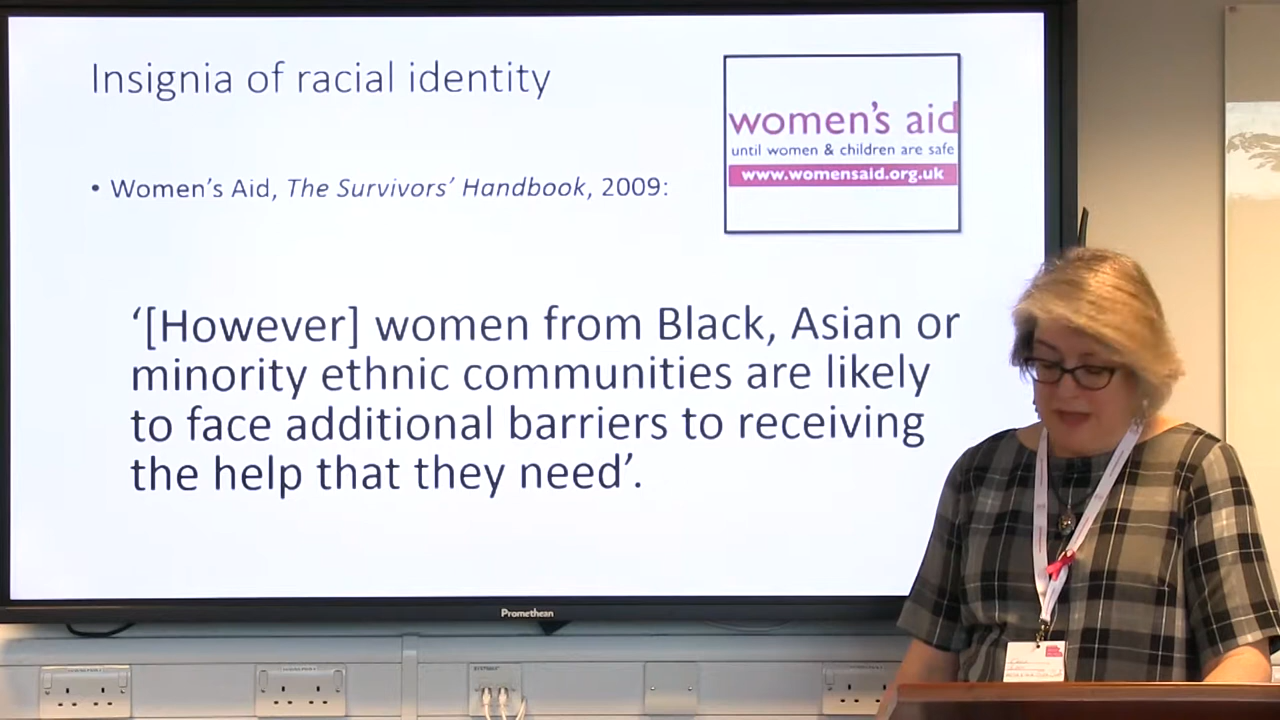 Insignia of racial identity
women's aid
until women & children are safe
www.womensaid.org.uk
• Women's Aid, The Survivors' Handbook, 2009:
'[However] women from Black, Asian or
minority ethnic communities are likely
to face additional barriers to receiving
the help that they need'.
Promethean